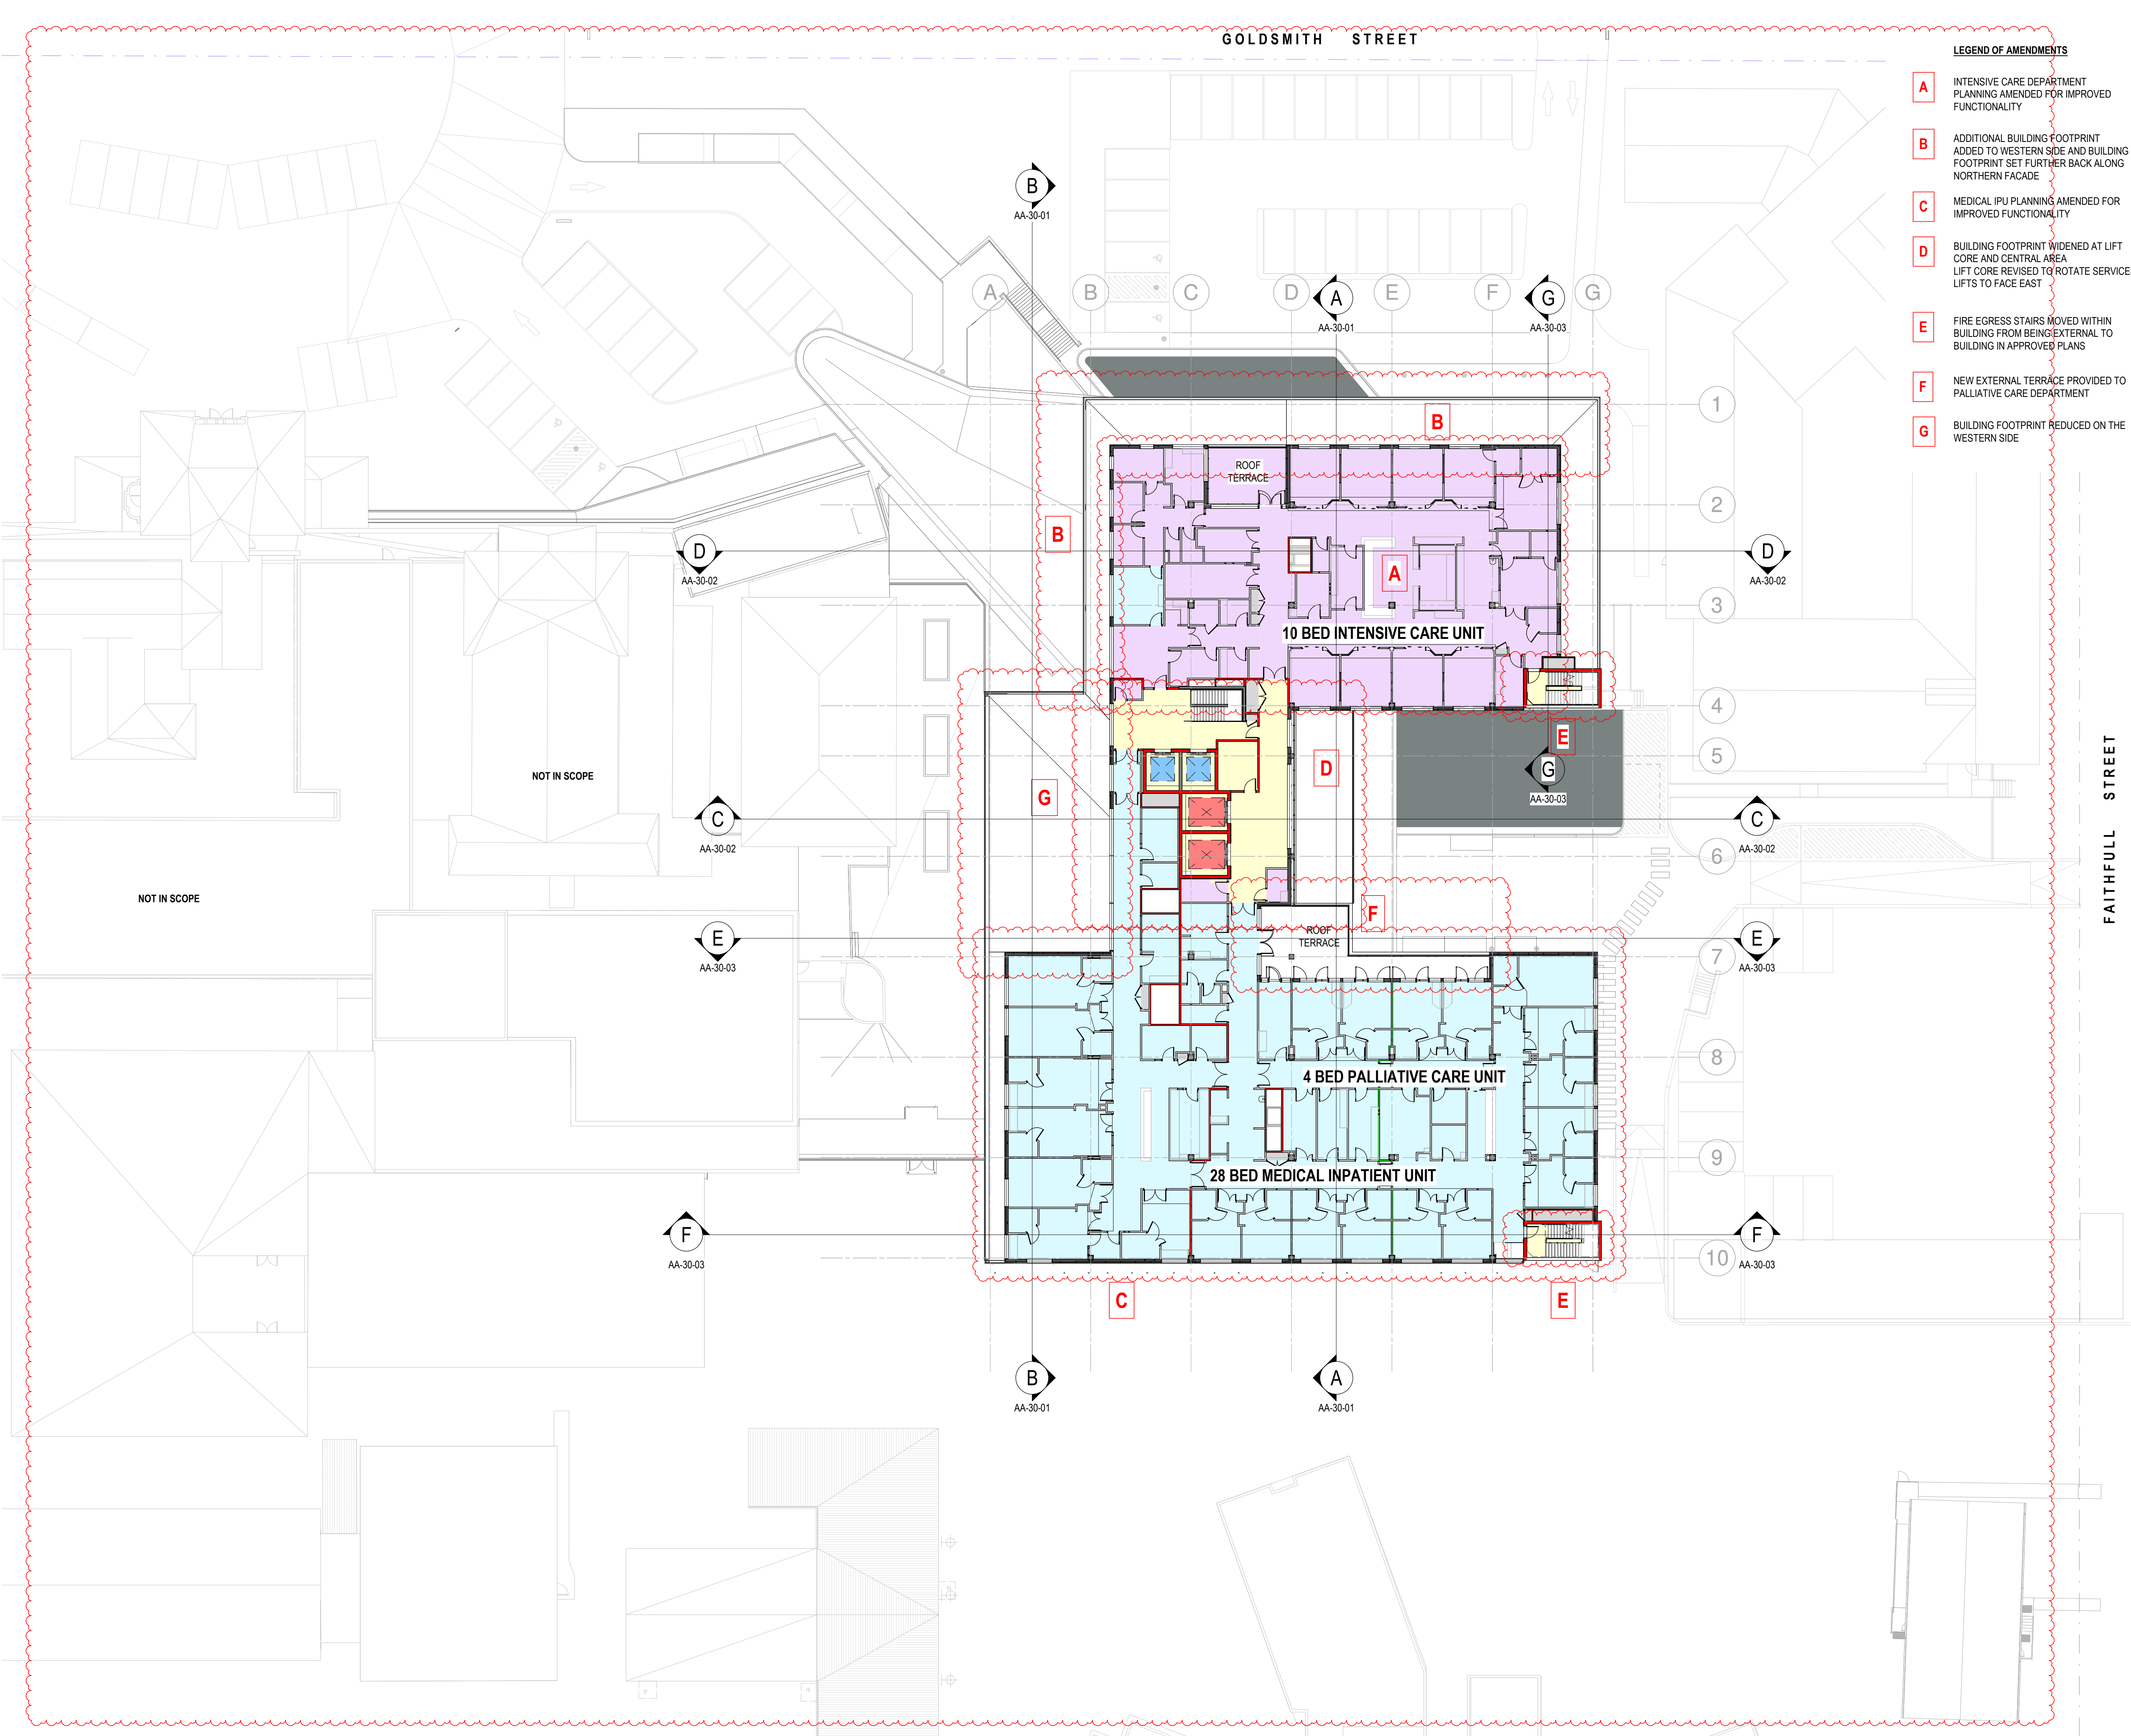 GOLDSMITH STREET
LEGEND OF AMENDMENTS
A
INTENSIVE CARE DEPARTMENT
PLANNING AMENDED FOR IMPROVED
FUNCTIONALITY
B
ADDITIONAL BUILDING FOOTPRINT
ADDED TO WESTERN SIDE AND BUILDING
FOOTPRINT SET FURTHER BACK ALONG
NORTHERN FACADE
C
MEDICAL IPU PLANNING AMENDED FOR
IMPROVED FUNCTIONALITY
D
BUILDING FOOTPRINT WIDENED AT LIFT
CORE AND CENTRAL AREA
LIFT CORE REVISED TO ROTATE SERVICE
LIFTS TO FACE EAST
E
FIRE EGRESS STAIRS MOVED WITHIN
BUILDING FROM BEING EXTERNAL TO
BUILDING IN APPROVED PLANS
F
NEW EXTERNAL TERRACE PROVIDED TO
PALLIATIVE CARE DEPARTMENT
G
BUILDING FOOTPRINT REDUCED ON THE
WESTERN SIDE
B
AA-30-01
A B C D E F G
A
AA-30-01
G
AA-30-03
1
B
ROOF
TERRACE
2
B
D
AA-30-02
D
AA-30-02
A
3
10 BED INTENSIVE CARE UNIT
4
E
5
D
G
AA-30-03
NOT IN SCOPE
G
C
AA-30-02
C
AA-30-02
6
NOT IN SCOPE
F
FAITHFULL STREET
ROOF
TERRACE
E
AA-30-03
E
AA-30-03
7
8
4 BED PALLIATIVE CARE UNIT
9
28 BED MEDICAL INPATIENT UNIT
F
AA-30-03
F
AA-30-03
10
C
E
B
AA-30-01
A
AA-30-01